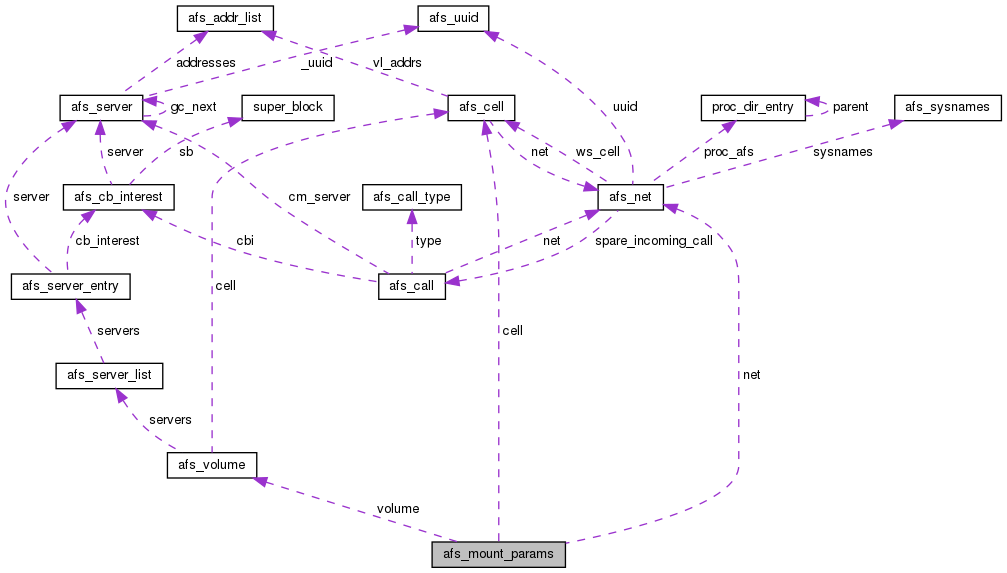 afs_addr_list
afs_uuid
addresses
_uuid
vl_addrs
afs_server
gc_next
super_block
afs_cell
uuid
proc_dir_entry
parent
afs_sysnames
server
sb
net
ws_cell
proc_afs
sysnames
server
afs_cb_interest
cm_server
afs_call_type
afs_net
cb_interest
cbi
type
net
spare_incoming_call
afs_server_entry
cell
afs_call
servers
cell
afs_server_list
net
servers
afs_volume
volume
afs_mount_params